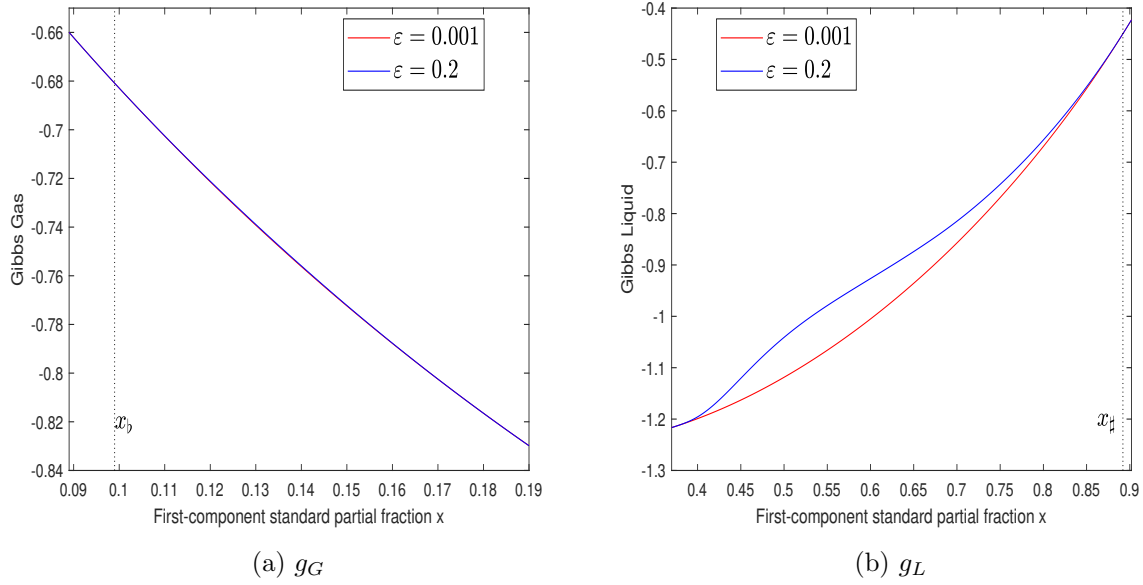 ε = 0.001
ε = 0.2
-0.66
-0.68
-0.7
-0.72
-0.74
-0.76
-0.78
-0.8
-0.82
-0.84
Gibbs Gas
x♭
0.09 0.1 0.11 0.12 0.13 0.14 0.15 0.16 0.17 0.18 0.19
First-component standard partial fraction x
(a) g_G
ε = 0.001
ε = 0.2
-0.4
-0.5
-0.6
-0.7
-0.8
-0.9
-1
-1.1
-1.2
-1.3
Gibbs Liquid
x♯
0.4 0.45 0.5 0.55 0.6 0.65 0.7 0.75 0.8 0.85 0.9
First-component standard partial fraction x
(b) g_L